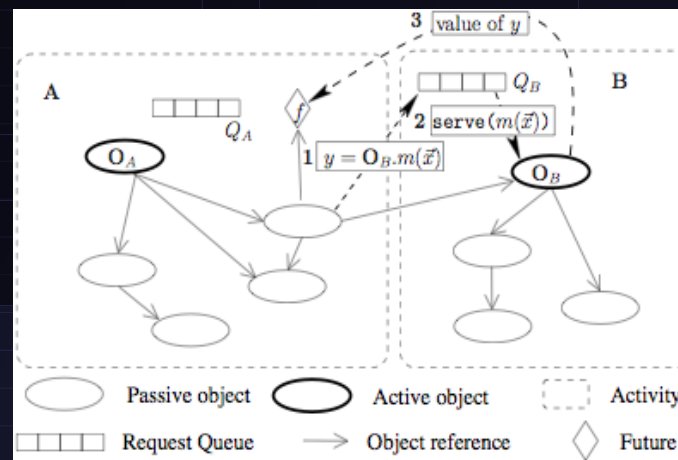 3 value of y
A
B
Q_A
f
Q_B
2 serve(m(x⃗))
O_A
1 y = O_B.m(x⃗)
O_B
Passive object
Active object
Activity
Request Queue
Object reference
Future